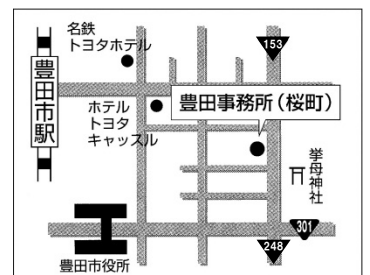 名鉄
トヨタホテル
153
豊田市駅
豊田事務所（桜町）
ホテル
トヨタ
キャッスル
挙母神社
301
248
豊田市役所